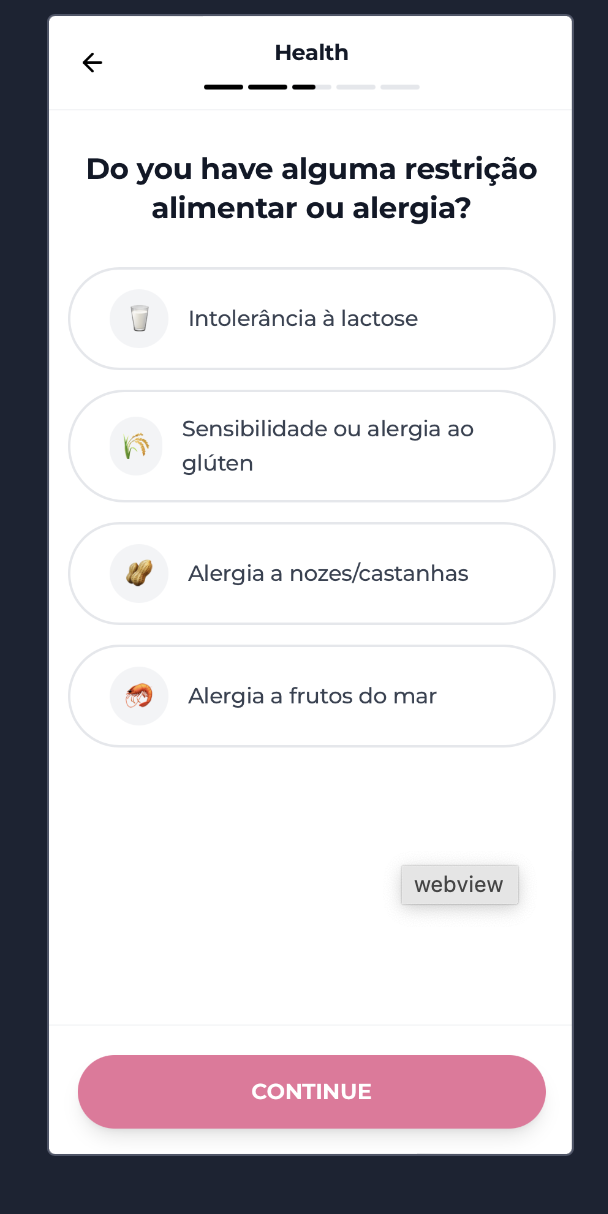 Health
Do you have alguma restrição
alimentar ou alergia?
Intolerância à lactose
Sensibilidade ou alergia ao
glúten
Alergia a nozes/castanhas
Alergia a frutos do mar
webview
CONTINUE